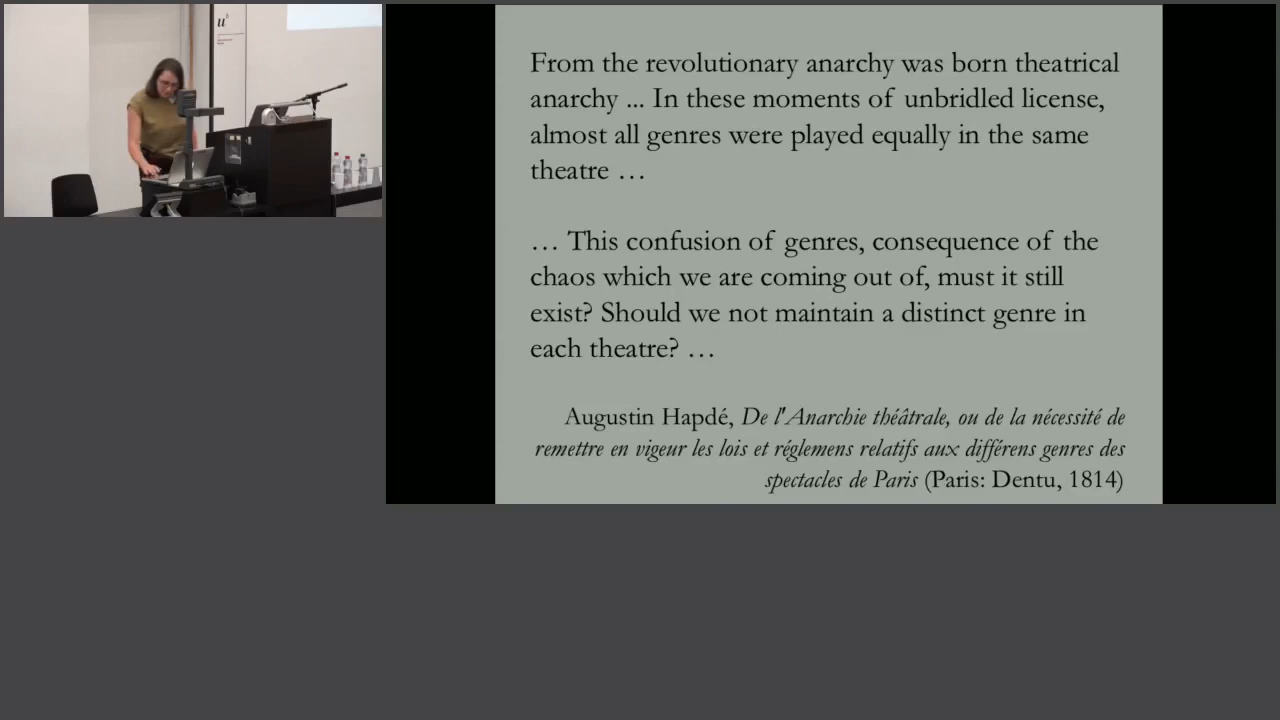 u
From the revolutionary anarchy was born theatrical
anarchy ... In these moments of unbridled license,
almost all genres were played equally in the same
theatre …
… This confusion of genres, consequence of the
chaos which we are coming out of, must it still
exist? Should we not maintain a distinct genre in
each theatre? …
Augustin Hapdé, De l'Anarchie théâtrale, ou de la nécessité de
remettre en vigeur les lois et réglemens relatifs aux différens genres des
spectacles de Paris (Paris: Dentu, 1814)